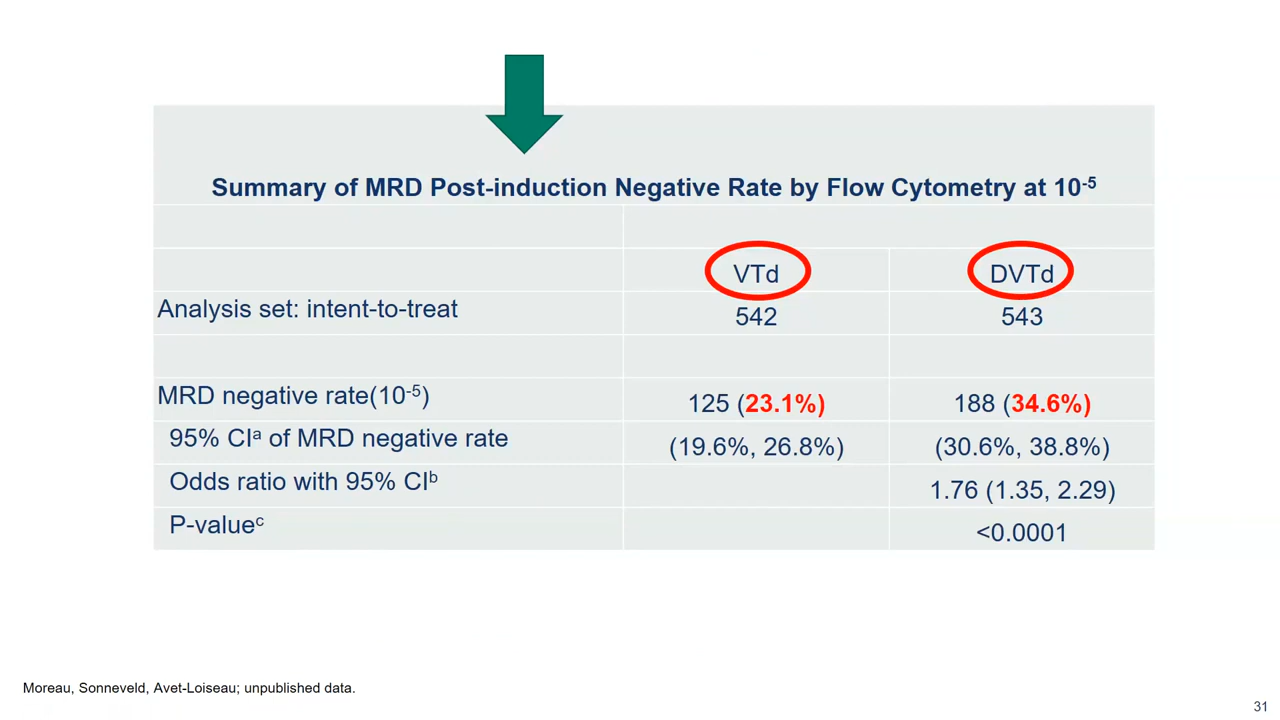 Summary of MRD Post-induction Negative Rate by Flow Cytometry at 10⁻⁵
VTd DVTd
Analysis set: intent-to-treat 542 543
MRD negative rate(10⁻⁵) 125 (23.1%) 188 (34.6%)
95% CIᵃ of MRD negative rate (19.6%, 26.8%) (30.6%, 38.8%)
Odds ratio with 95% CIᵇ 1.76 (1.35, 2.29)
P-valueᶜ <0.0001
Moreau, Sonneveld, Avet-Loiseau; unpublished data.
31